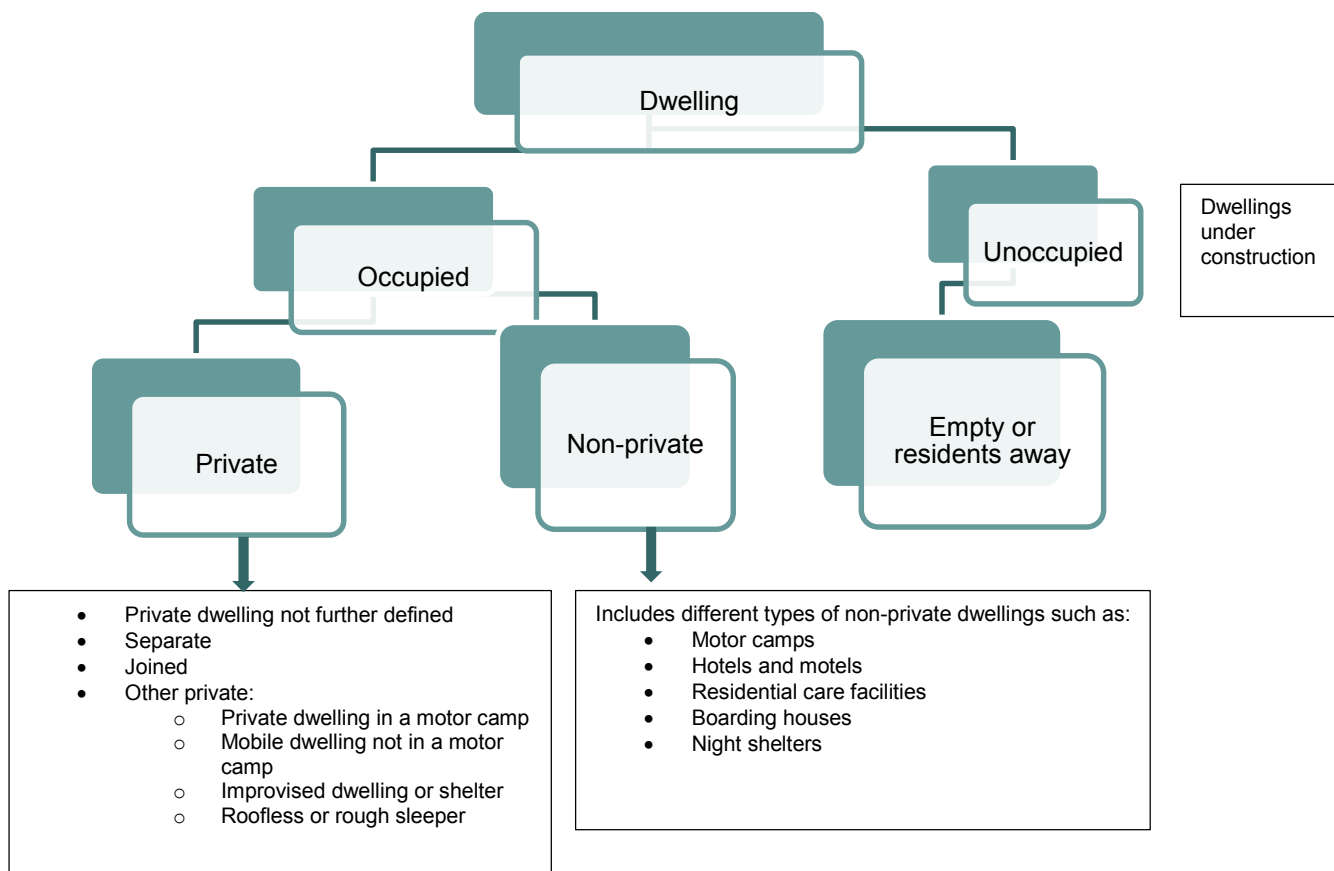 Dwelling
Occupied
Unoccupied
Dwellings
under
construction
Private
Non-private
Empty or
residents away
• Private dwelling not further defined
• Separate
• Joined
• Other private:
o Private dwelling in a motor camp
o Mobile dwelling not in a motor
camp
o Improvised dwelling or shelter
o Roofless or rough sleeper
Includes different types of non-private dwellings such as:
• Motor camps
• Hotels and motels
• Residential care facilities
• Boarding houses
• Night shelters